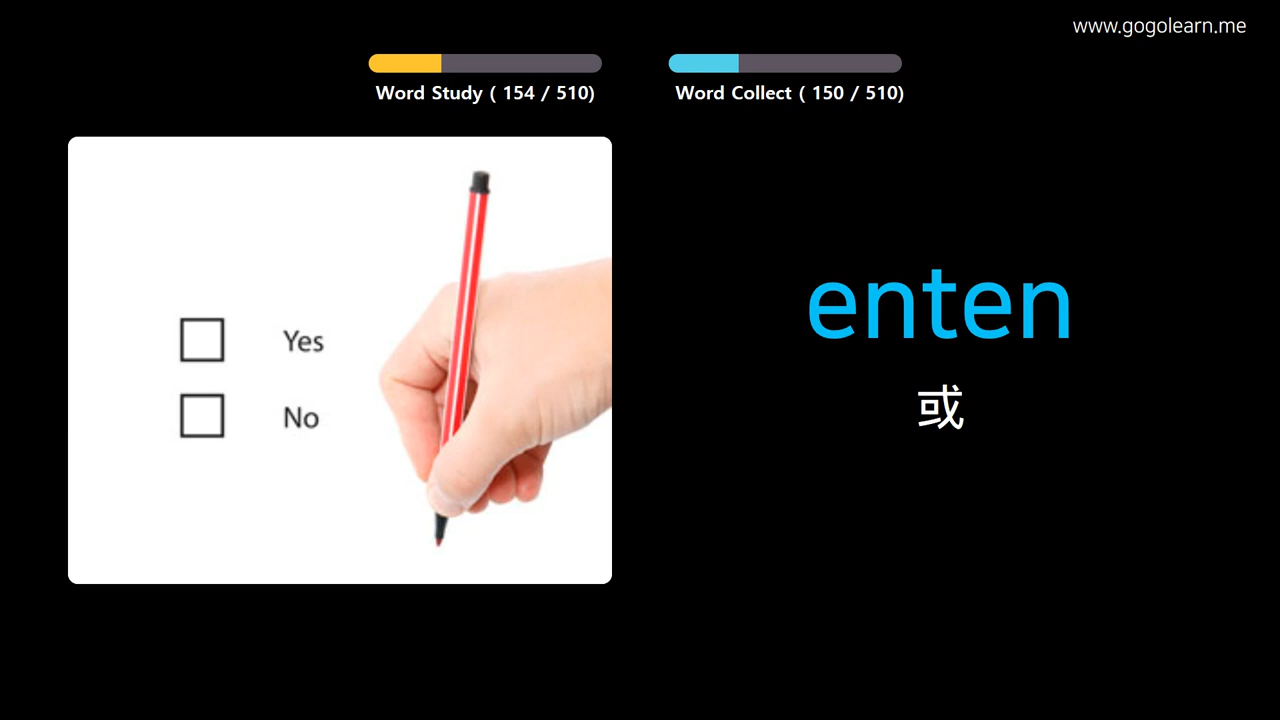 www.gogolearn.me
Word Study ( 154 / 510)
Word Collect ( 150 / 510)
Yes
No
enten
或